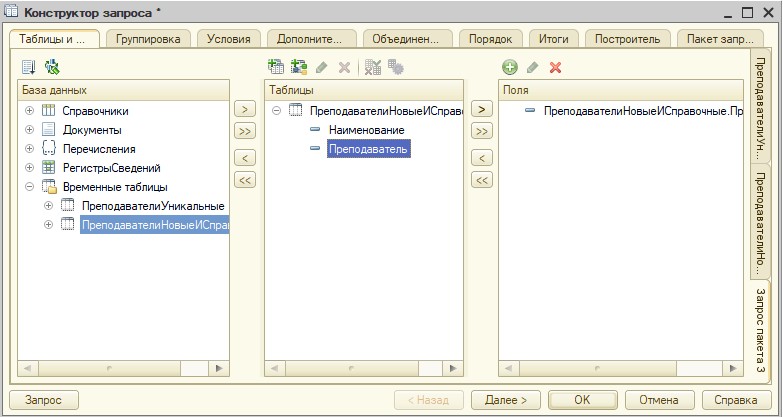 Конструктор запроса *
Таблицы и ...
Группировка
Условия
Дополните...
Объединен...
Порядок
Итоги
Построитель
Пакет запр...
База данных
Справочники
Документы
Перечисления
РегистрыСведений
Временные таблицы
ПреподавателиУникальные
ПреподавателиНовыеИСпра
>
>>
<
<<
Таблицы
ПреподавателиНовыеИСправо
Наименование
Преподаватель
>
>>
<
<<
Поля
ПреподавателиНовыеИСправочные.Пр
ПреподавателиУн...
ПреподавателиНо...
Запрос пакета 3
Запрос
< Назад
Далее >
OK
Отмена
Справка